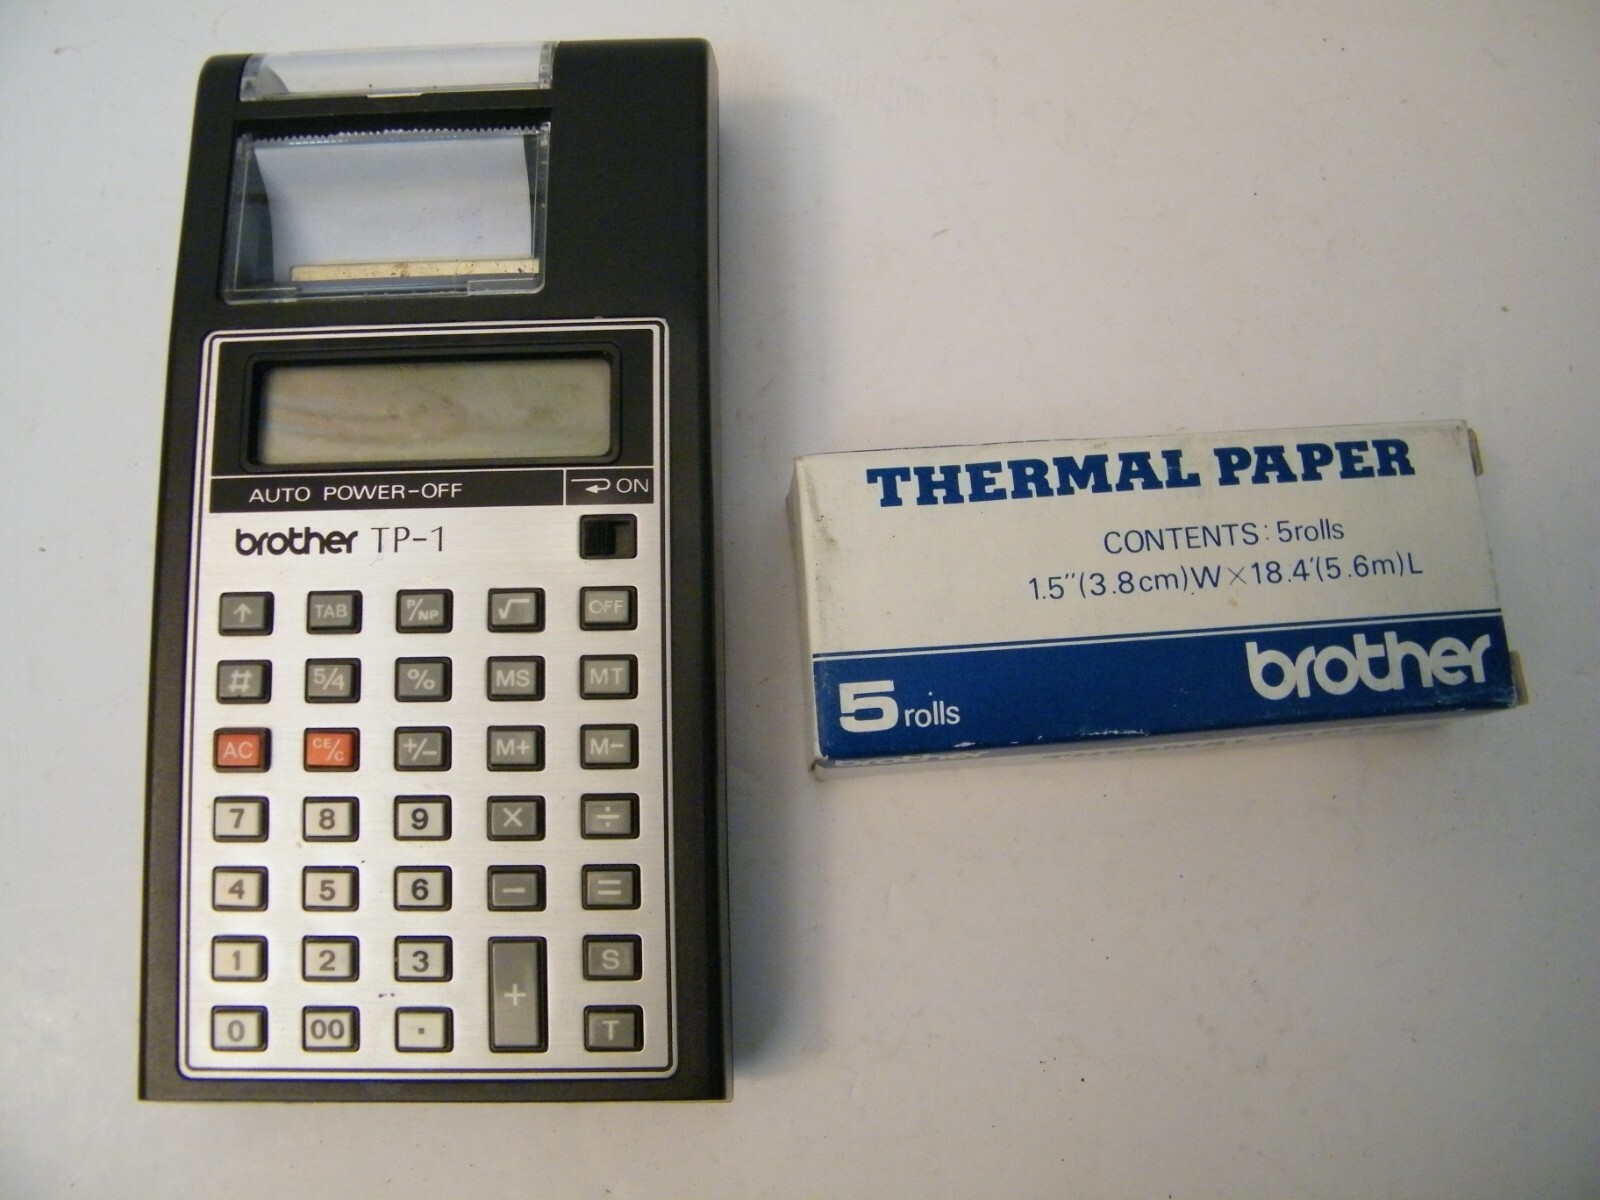 AUTO POWER-OFF
ON
brother TP-1
↑ TAB P/NP √ OFF
# 5/4 % MS MT
AC CE/C +/− M+ M−
7 8 9 × ÷
4 5 6 − =
1 2 3 + S
0 00 . T
THERMAL PAPER
CONTENTS: 5rolls
1.5"(3.8cm)W×18.4'(5.6m)L
brother
5 rolls